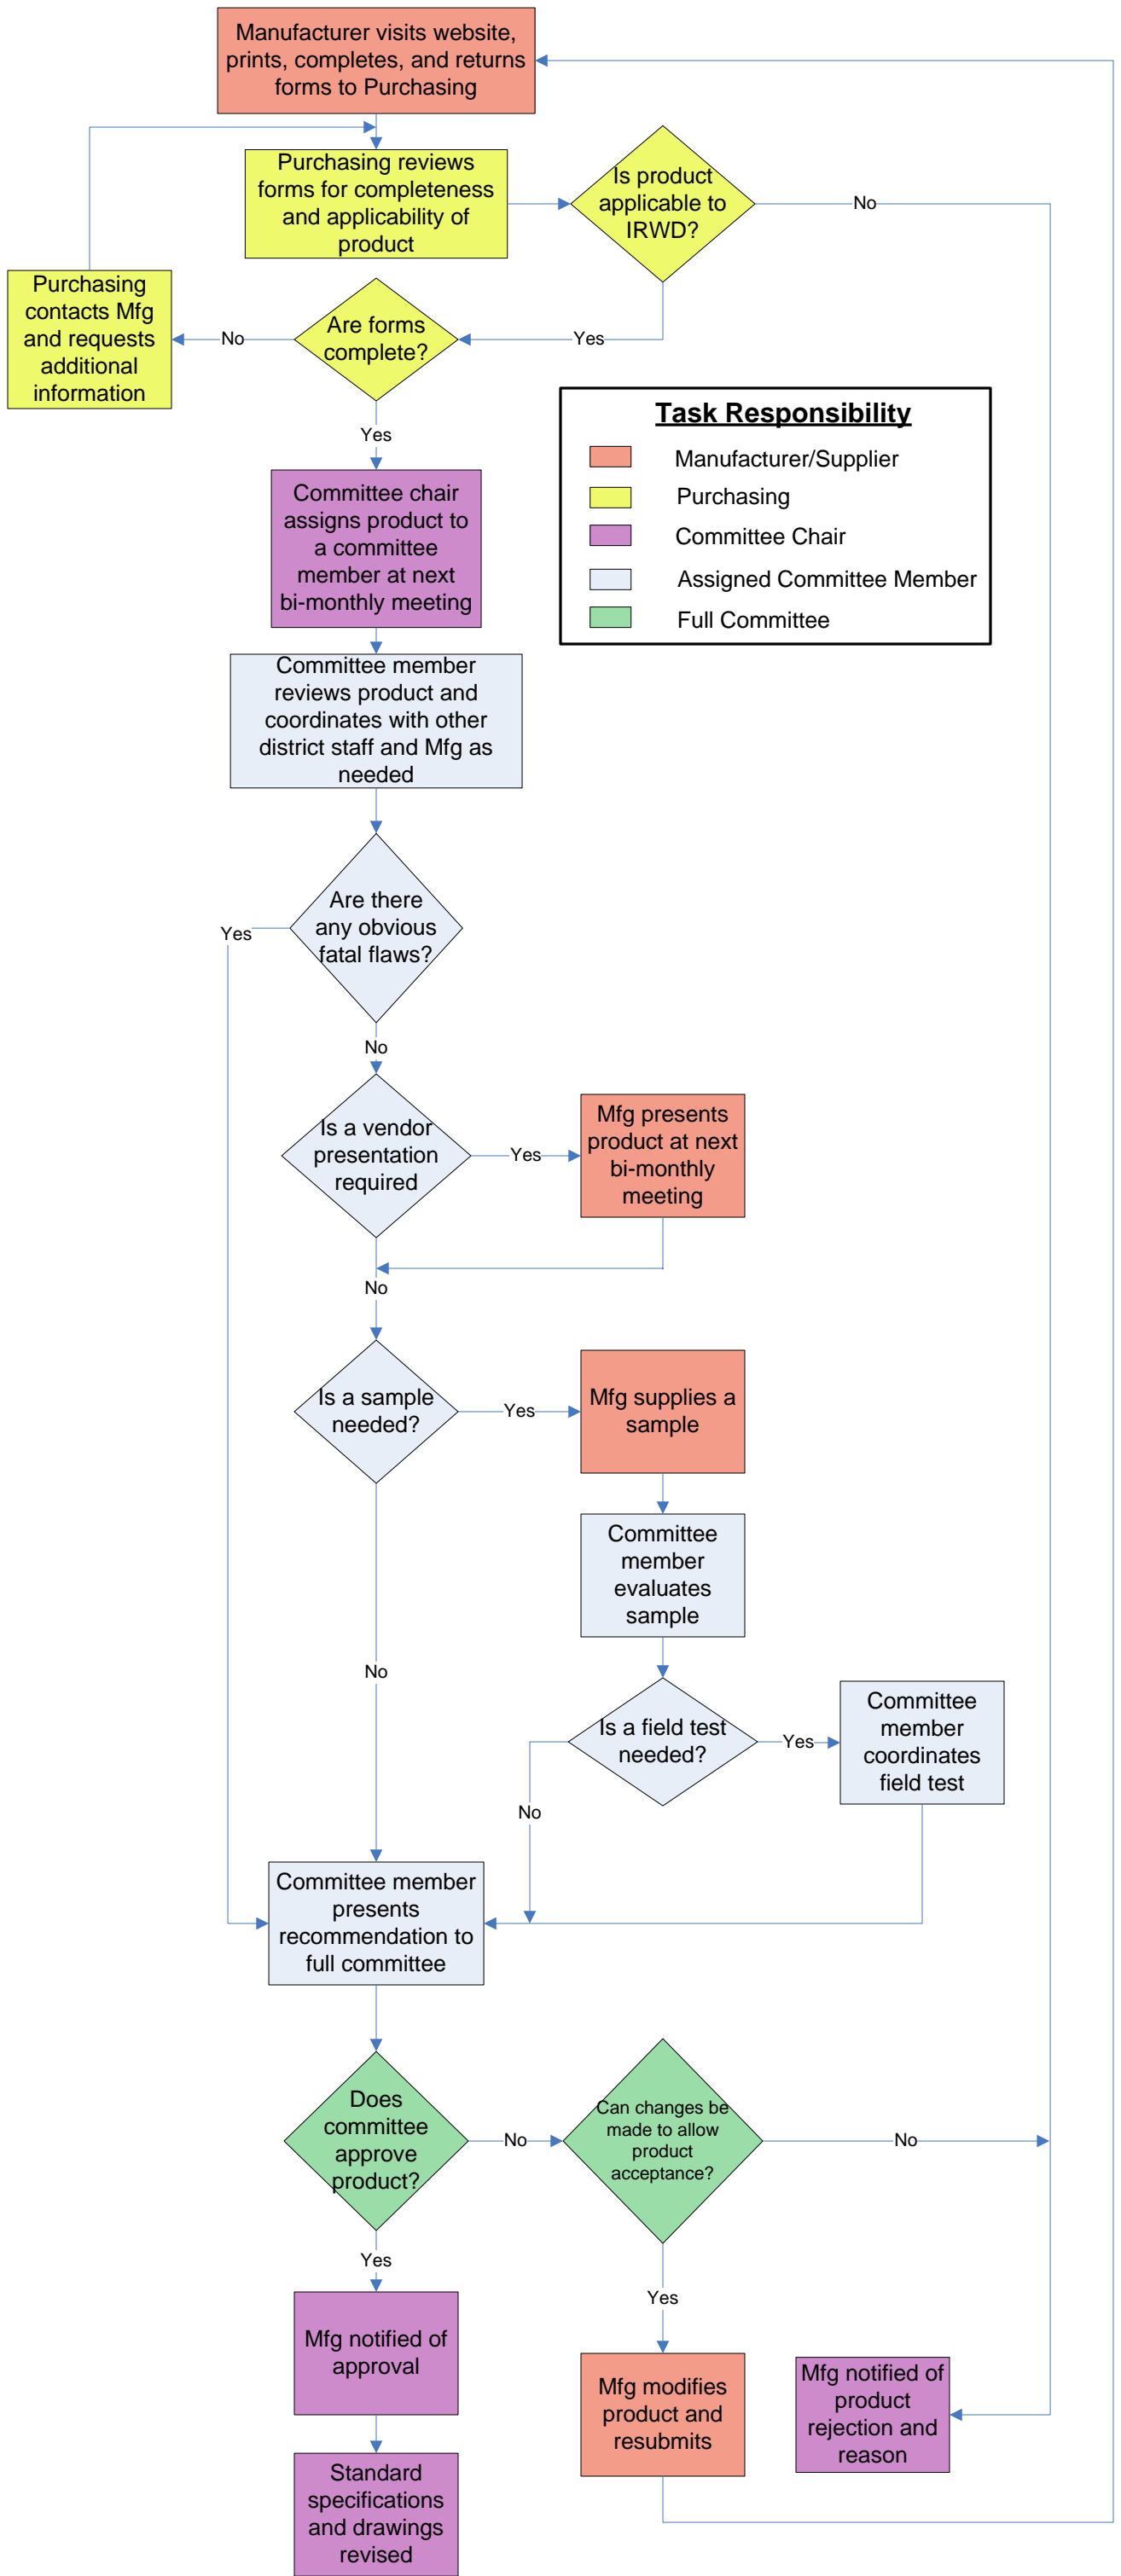 Manufacturer visits website,
prints, completes, and returns
forms to Purchasing
Purchasing reviews
forms for completeness
and applicability of
product
Is product
applicable to
IRWD?
No
Purchasing
contacts Mfg
and requests
additional
information
No
Are forms
complete?
Yes
Yes
Task Responsibility
Manufacturer/Supplier
Purchasing
Committee Chair
Assigned Committee Member
Full Committee
Committee chair
assigns product to
a committee
member at next
bi-monthly meeting
Committee member
reviews product and
coordinates with other
district staff and Mfg as
needed
Are there
any obvious
fatal flaws?
Yes
No
Is a vendor
presentation
required
Yes
Mfg presents
product at next
bi-monthly
meeting
No
Is a sample
needed?
Yes
Mfg supplies a
sample
Committee
member
evaluates
sample
No
Is a field test
needed?
Yes
Committee
member
coordinates
field test
No
Committee member
presents
recommendation to
full committee
Does
committee
approve
product?
No
Can changes be
made to allow
product
acceptance?
No
Yes
Yes
Mfg notified of
approval
Mfg modifies
product and
resubmits
Mfg notified of
product
rejection and
reason
Standard
specifications
and drawings
revised